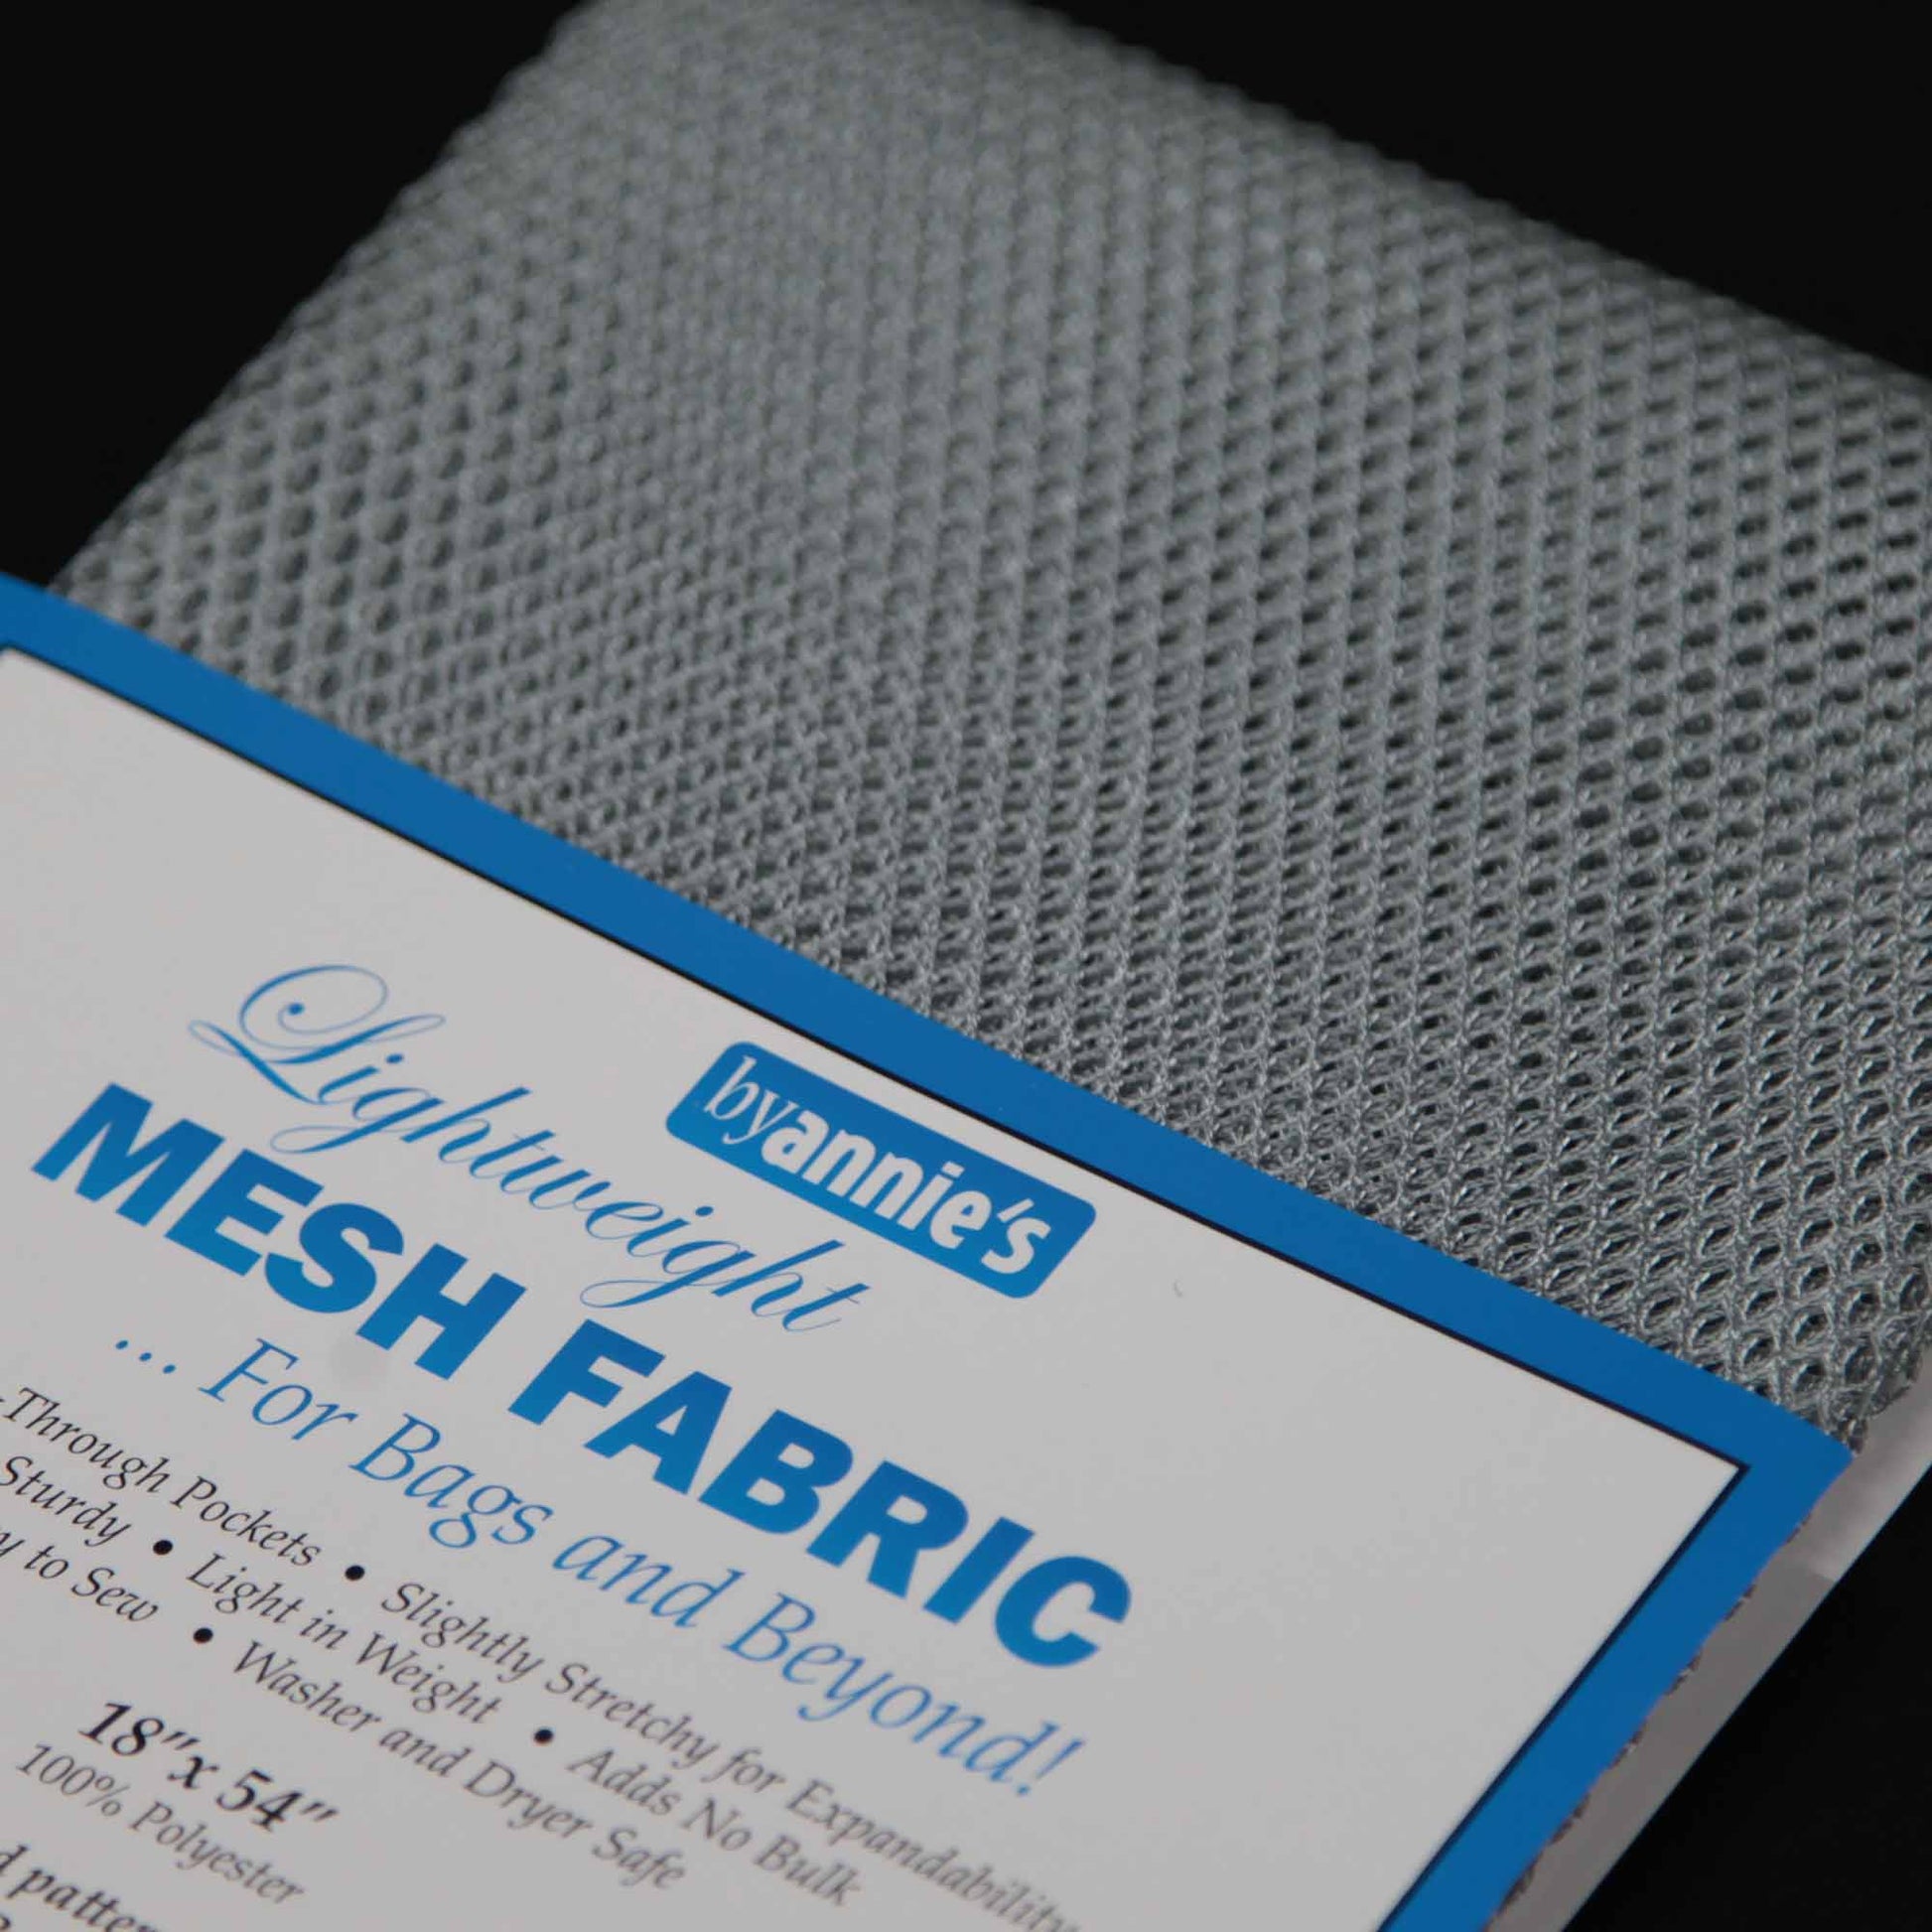 byannie's
Lightweight
MESH FABRIC
... For Bags and Beyond!
Through Pockets • Slightly Stretchy for Expandability
Sturdy • Light in Weight • Adds No Bulk
to Sew • Washer and Dryer Safe
18"x 54"
100% Polyester